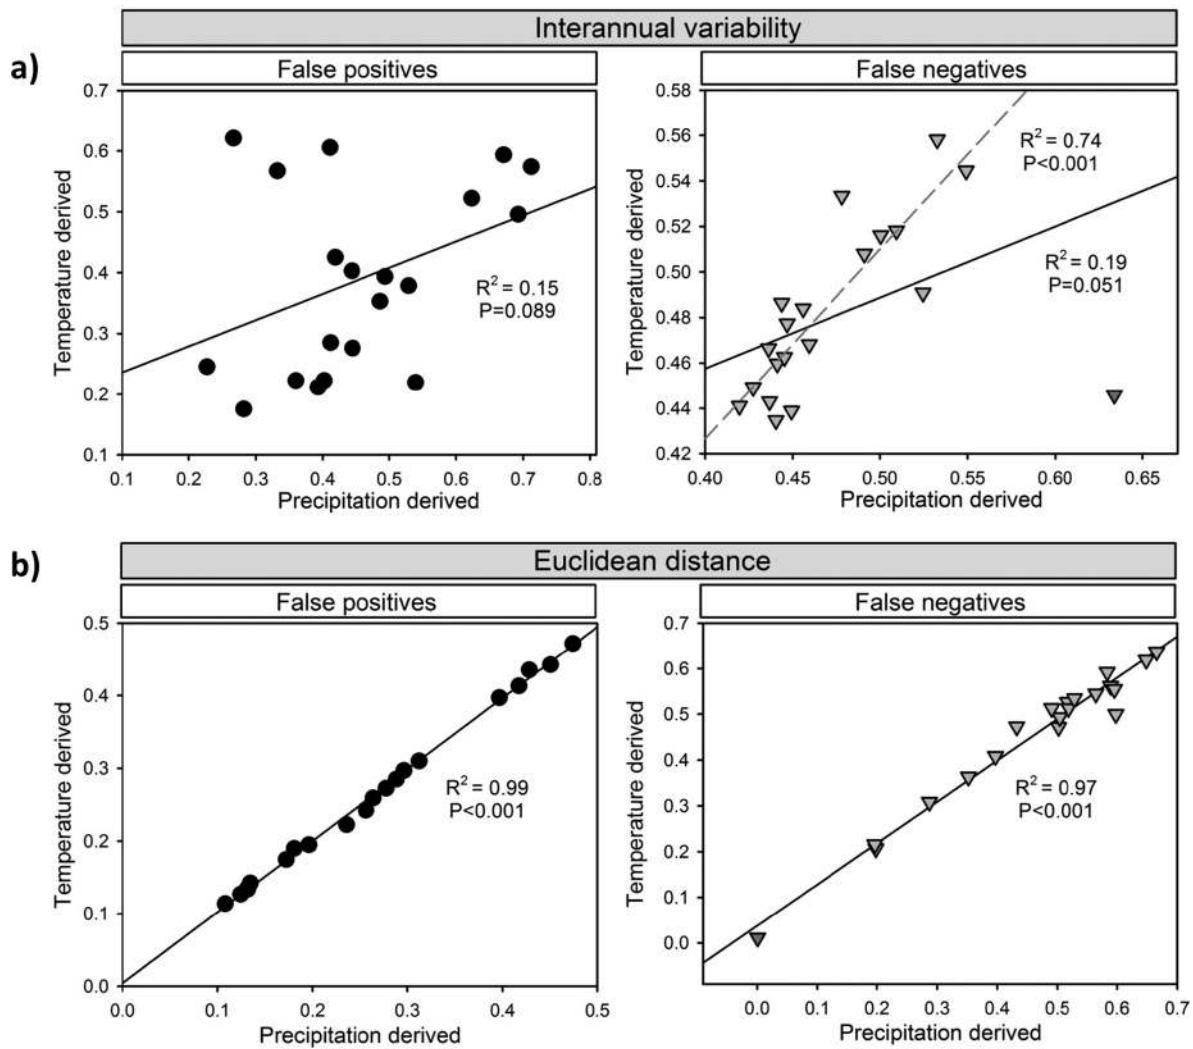 Interannual variability
a)
False positives
False negatives
0.7
0.6
0.5
0.4
0.3
0.2
0.1
Temperature derived
R² = 0.15
P=0.089
0.1 0.2 0.3 0.4 0.5 0.6 0.7 0.8
Precipitation derived
0.58
0.56
0.54
0.52
0.50
0.48
0.46
0.44
0.42
Temperature derived
R² = 0.74
P<0.001
R² = 0.19
P=0.051
0.40 0.45 0.50 0.55 0.60 0.65
Precipitation derived
b)
Euclidean distance
False positives
False negatives
0.5
0.4
0.3
0.2
0.1
0.0
Temperature derived
R² = 0.99
P<0.001
0.0 0.1 0.2 0.3 0.4 0.5
Precipitation derived
0.7
0.6
0.5
0.4
0.3
0.2
0.1
0.0
Temperature derived
R² = 0.97
P<0.001
0.0 0.1 0.2 0.3 0.4 0.5 0.6 0.7
Precipitation derived